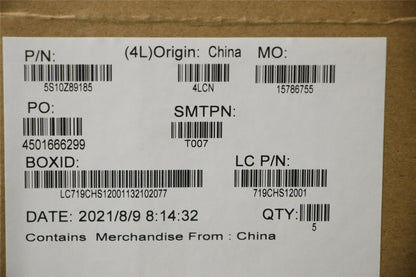 P/N: (4L)Origin: China MO:
5S10Z89185 4LCN 15786755
PO: SMTPN:
4501666299 T007
BOXID: LC P/N:
LC719CHS12001132102077 719CHS12001
DATE: 2021/8/9 8:14:32 QTY:
5
Contains Merchandise From : China